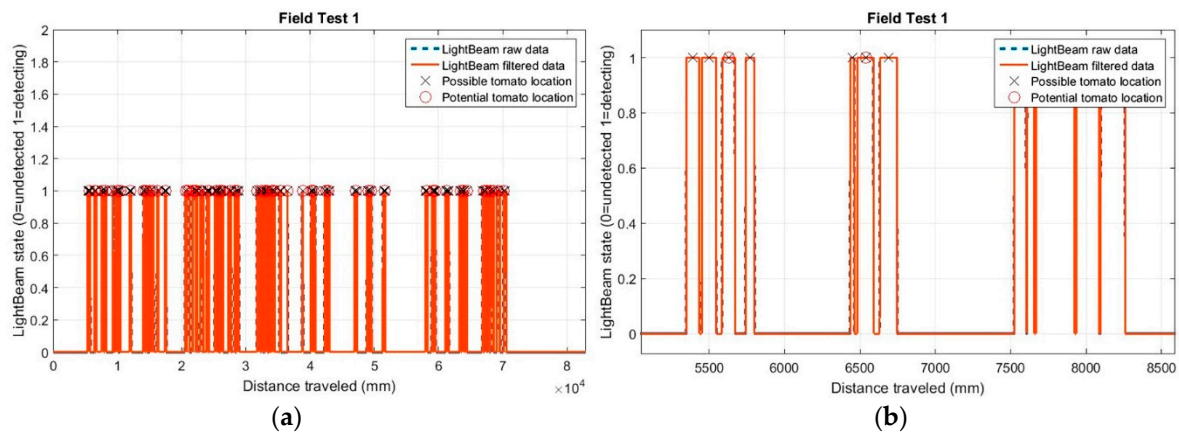 Field Test 1
LightBeam state (0=undetected 1=detecting)
2
1.8
1.6
1.4
1.2
1
0.8
0.6
0.4
0.2
0
LightBeam raw data
LightBeam filtered data
Possible tomato location
Potential tomato location
0 1 2 3 4 5 6 7 8
×10⁴
Distance traveled (mm)
(a)
Field Test 1
LightBeam state (0=undetected 1=detecting)
1
0.8
0.6
0.4
0.2
0
LightBeam raw data
LightBeam filtered data
Possible tomato location
Potential tomato location
5500 6000 6500 7000 7500 8000 8500
Distance traveled (mm)
(b)